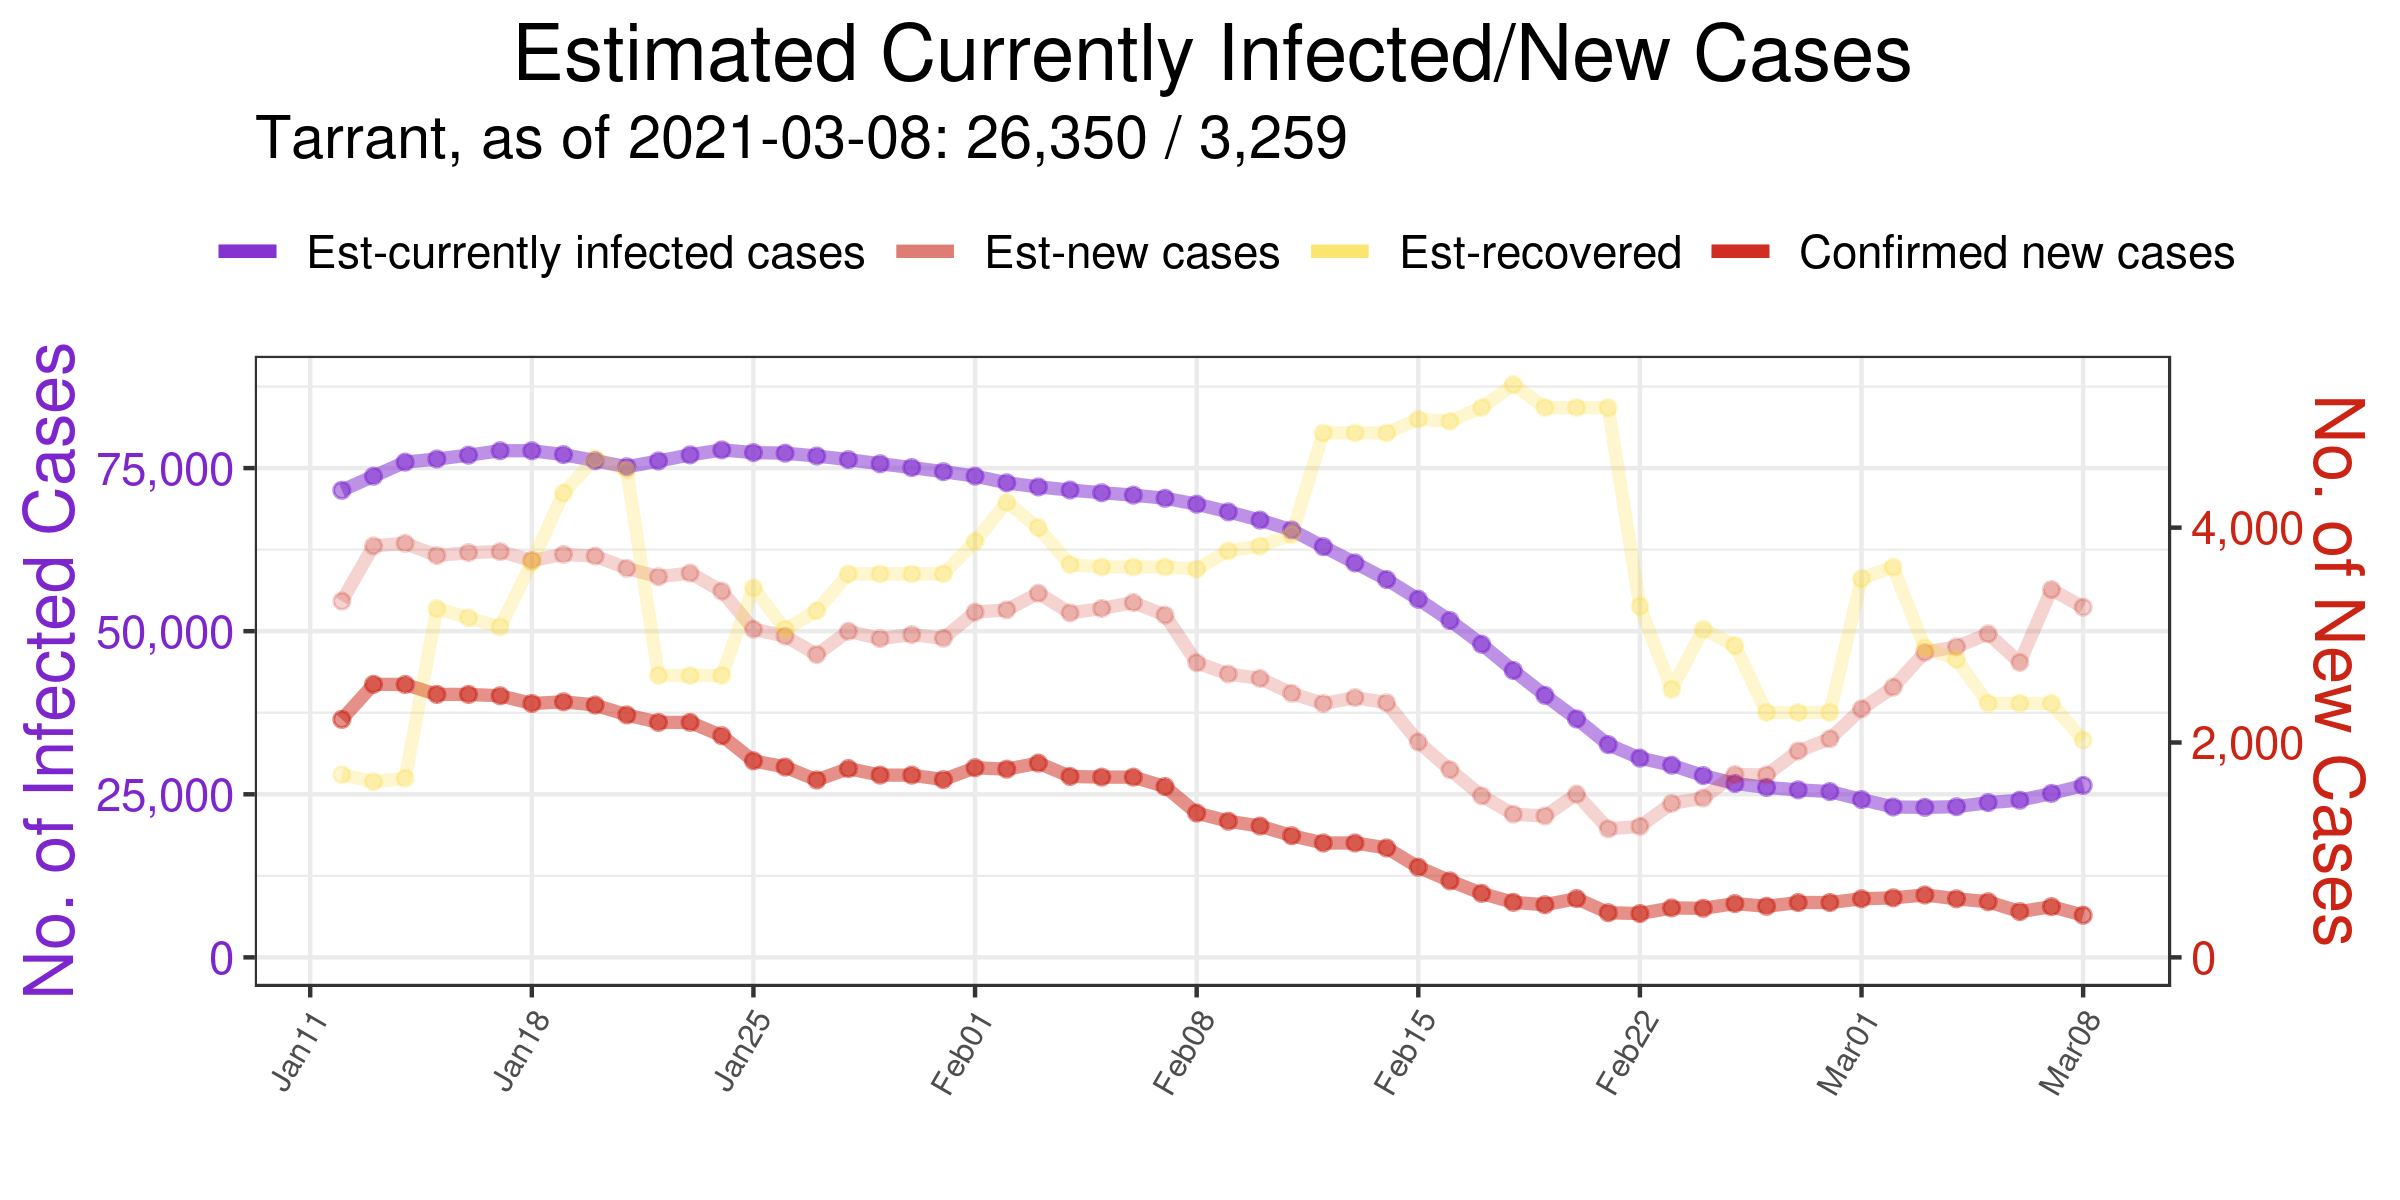 Estimated Currently Infected/New Cases
Tarrant, as of 2021-03-08: 26,350 / 3,259
Est-currently infected cases Est-new cases Est-recovered Confirmed new cases
No. of Infected Cases
75,000
50,000
25,000
0
No. of New Cases
4,000
2,000
0
Jan11 Jan18 Jan25 Feb01 Feb08 Feb15 Feb22 Mar01 Mar08